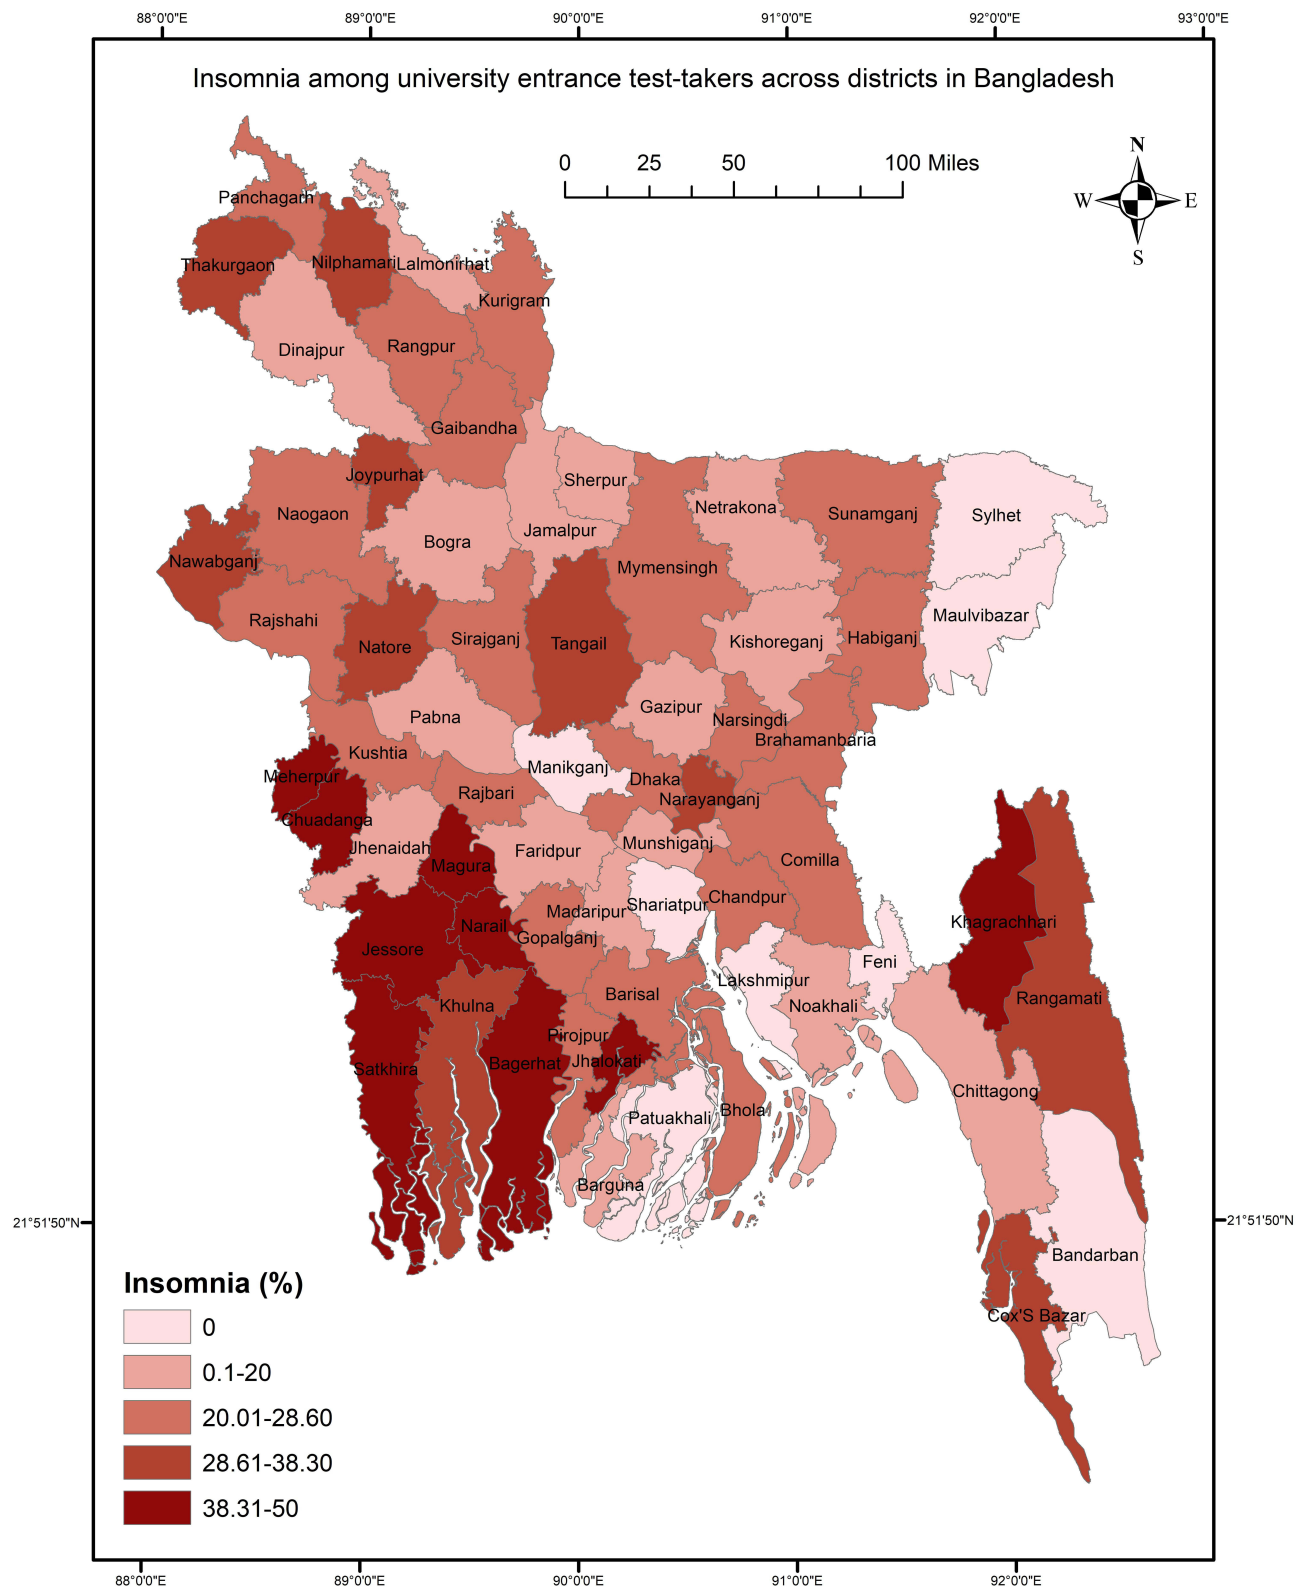 88°0'0"E 89°0'0"E 90°0'0"E 91°0'0"E 92°0'0"E 93°0'0"E
Insomnia among university entrance test-takers across districts in Bangladesh
N
0 25 50 100 Miles
W E
S
Panchagarh
Thakurgaon Nilphamari Lalmonirhat
Kurigram
Dinajpur Rangpur
Gaibandha
Joypurhat Sherpur
Naogaon Netrakona Sunamganj Sylhet
Bogra Jamalpur
Nawabganj Mymensingh
Rajshahi Maulvibazar
Natore Sirajganj Tangail Kishoreganj Habiganj
Pabna Gazipur Narsingdi
Kushtia Brahamanbaria
Meherpur Manikganj Dhaka
Rajbari Narayanganj
Chuadanga
Jhenaidah Faridpur Munshiganj
Magura Comilla
Madaripur Shariatpur Chandpur
Narail Khagrachhari
Jessore Gopalganj
Feni
Khulna Barisal Lakshmipur
Noakhali Rangamati
Pirojpur
Satkhira Bagerhat Jhalokati
Chittagong
Patuakhali Bhola
Barguna
21°51'50"N 21°51'50"N
Bandarban
Insomnia (%)
Cox'S Bazar
0
0.1-20
20.01-28.60
28.61-38.30
38.31-50
88°0'0"E 89°0'0"E 90°0'0"E 91°0'0"E 92°0'0"E